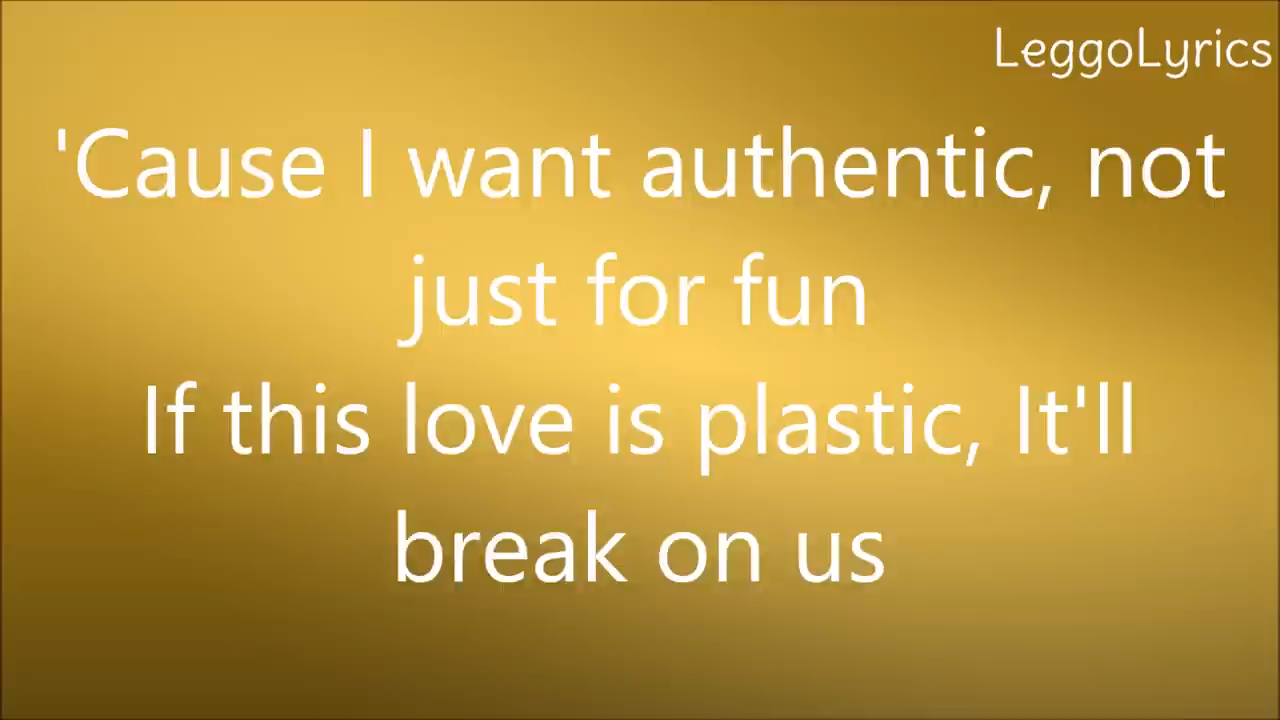 LeggoLyrics
'Cause I want authentic, not
just for fun
If this love is plastic, It'll
break on us